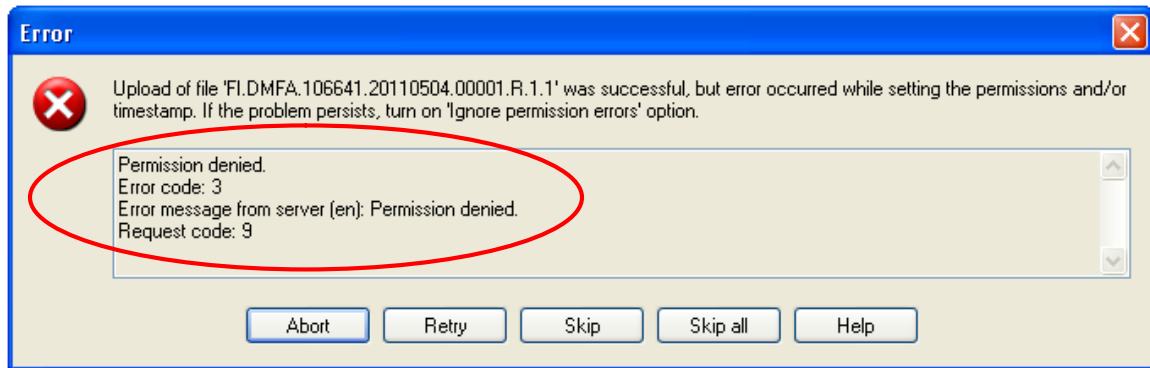 Error
Upload of file 'FI.DMFA.106641.20110504.00001.R.1.1' was successful, but error occurred while setting the permissions and/or
timestamp. If the problem persists, turn on 'Ignore permission errors' option.
Permission denied.
Error code: 3
Error message from server (en): Permission denied.
Request code: 9
Abort Retry Skip Skip all Help